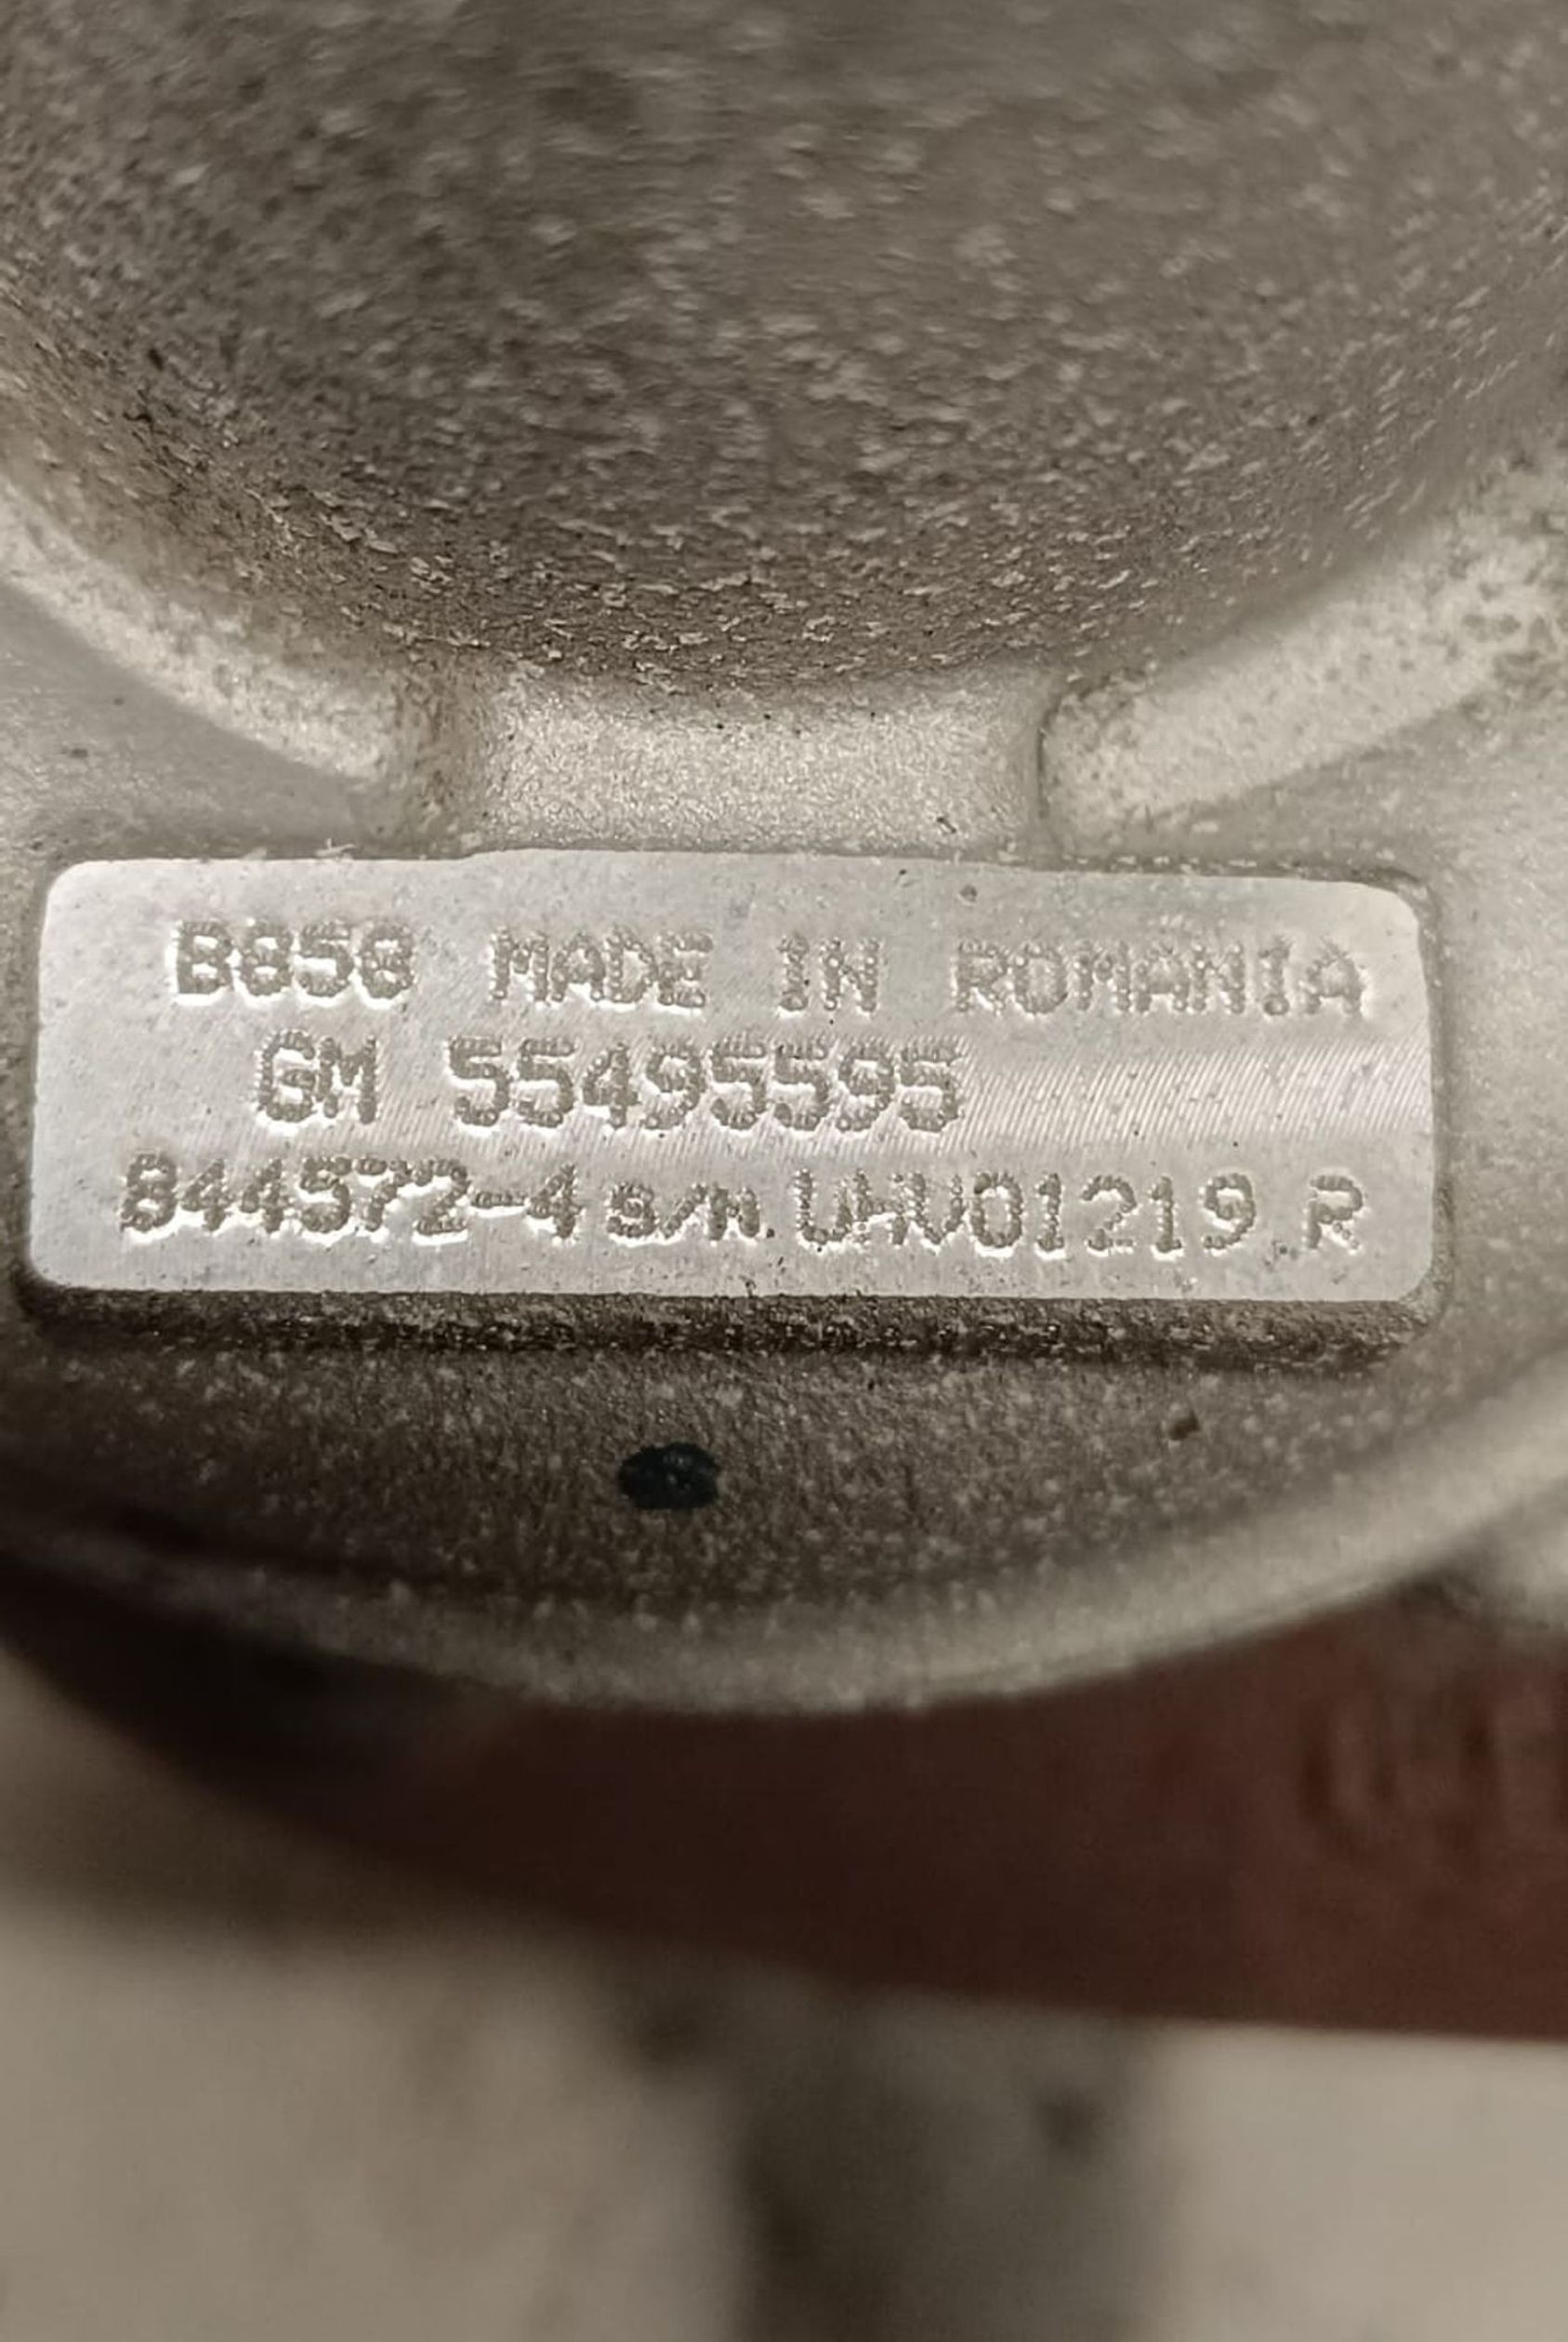 B858 MADE IN ROMANIA
GM 55495595
844572-4 s/n.UHV01219 R